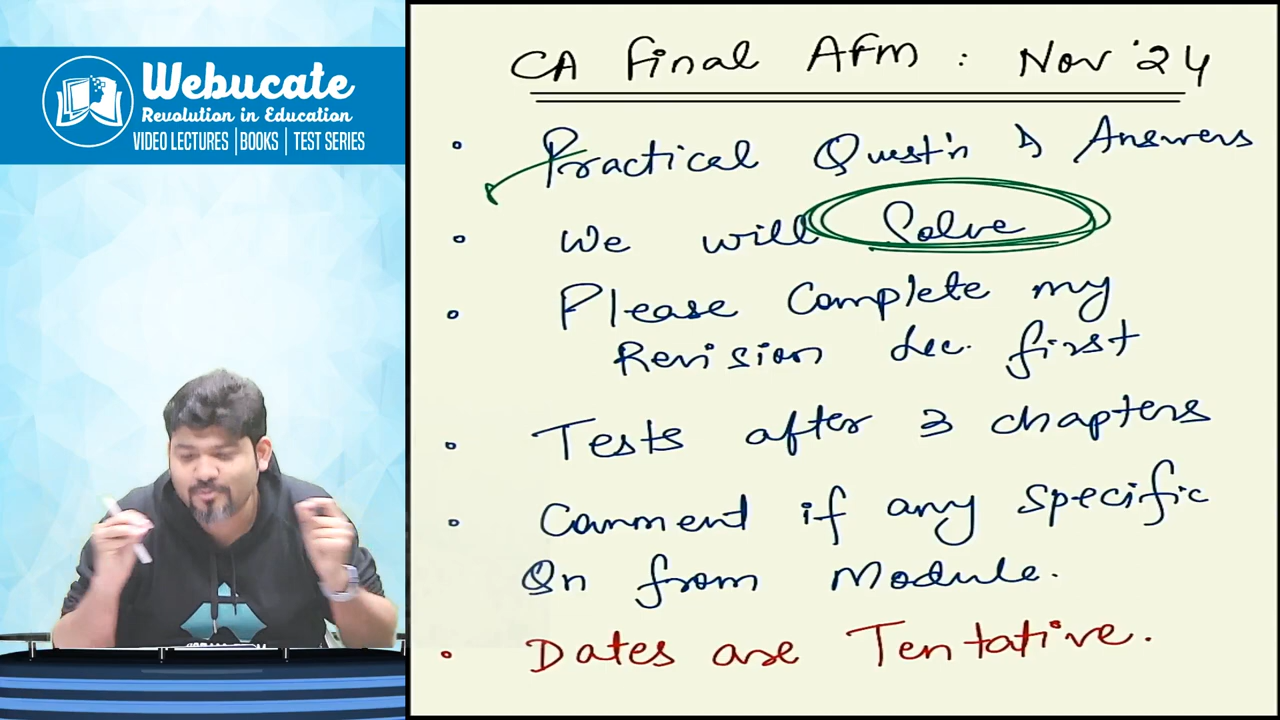 Webucate
Revolution in Education
VIDEO LECTURES | BOOKS | TEST SERIES
CA Final AFM : Nov '24
• Practical Quest'n & Answers
• We will Solve
• Please Complete my
Revision Lec. first
• Tests after 3 chapters
• Comment if any specific
Qn from Module.
• Dates are Tentative.